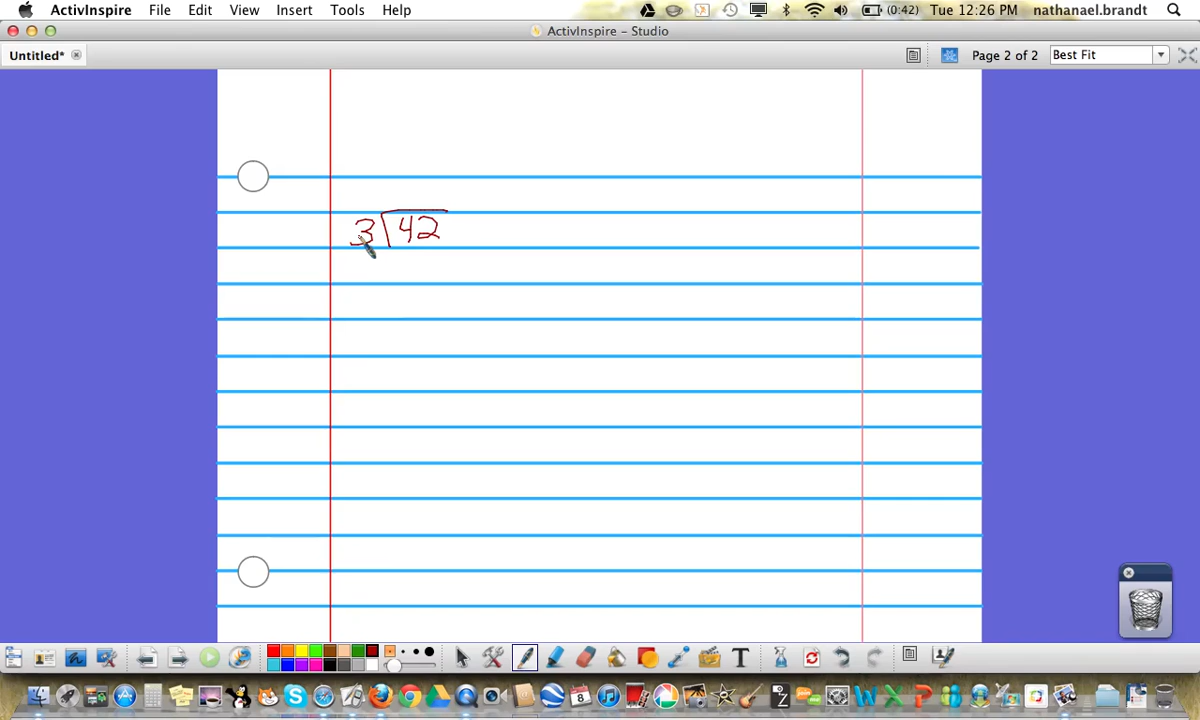 ActivInspire File Edit View Insert Tools Help (0:42) Tue 12:26 PM nathanael.brandt
ActivInspire – Studio
Untitled* Page 2 of 2 Best Fit
3 42